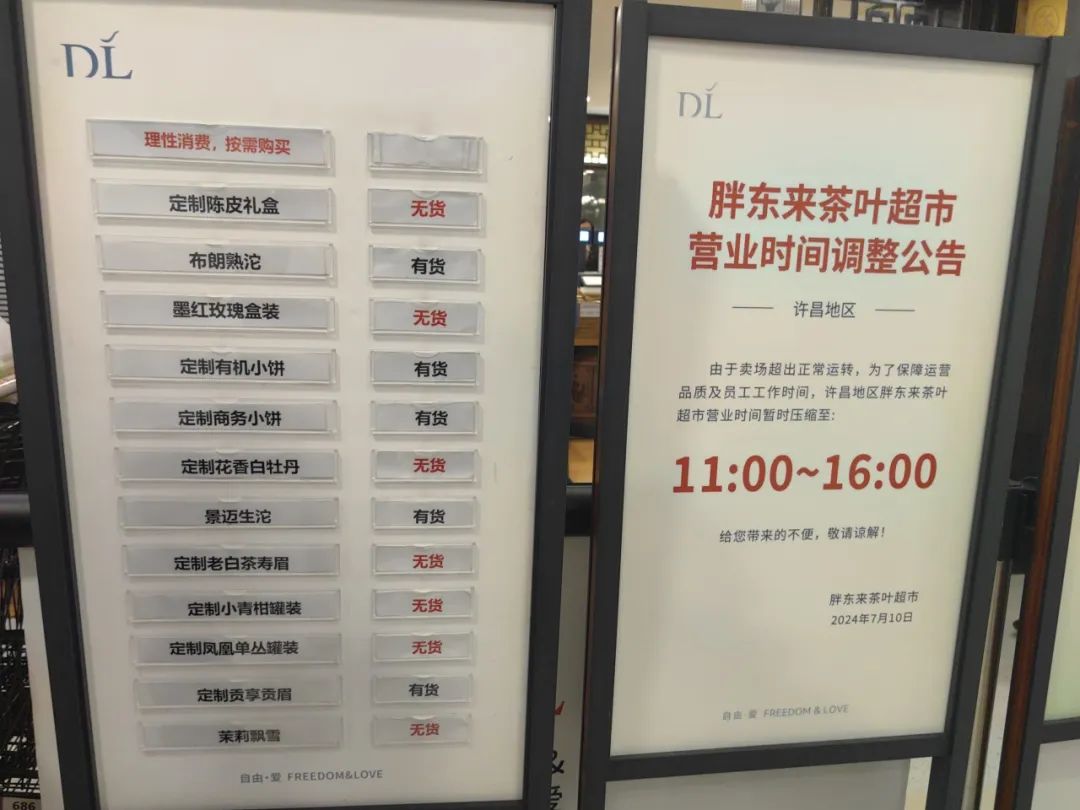 DL
理性消费，按需购买
定制陈皮礼盒 无货
布朗熟沱 有货
墨红玫瑰盒装 无货
定制有机小饼 有货
定制商务小饼 有货
定制花香白牡丹 无货
景迈生沱 有货
定制老白茶寿眉 无货
定制小青柑罐装 无货
定制凤凰单丛罐装 无货
定制贡享贡眉 有货
茉莉飘雪 无货
自由·爱 FREEDOM&LOVE
686
DL
胖东来茶叶超市
营业时间调整公告
许昌地区
由于卖场超出正常运转，为了保障运营
品质及员工工作时间，许昌地区胖东来茶叶
超市营业时间暂时压缩至:
11:00~16:00
给您带来的不便，敬请谅解！
胖东来茶叶超市
2024年7月10日
自由·爱 FREEDOM & LOVE
&
爱